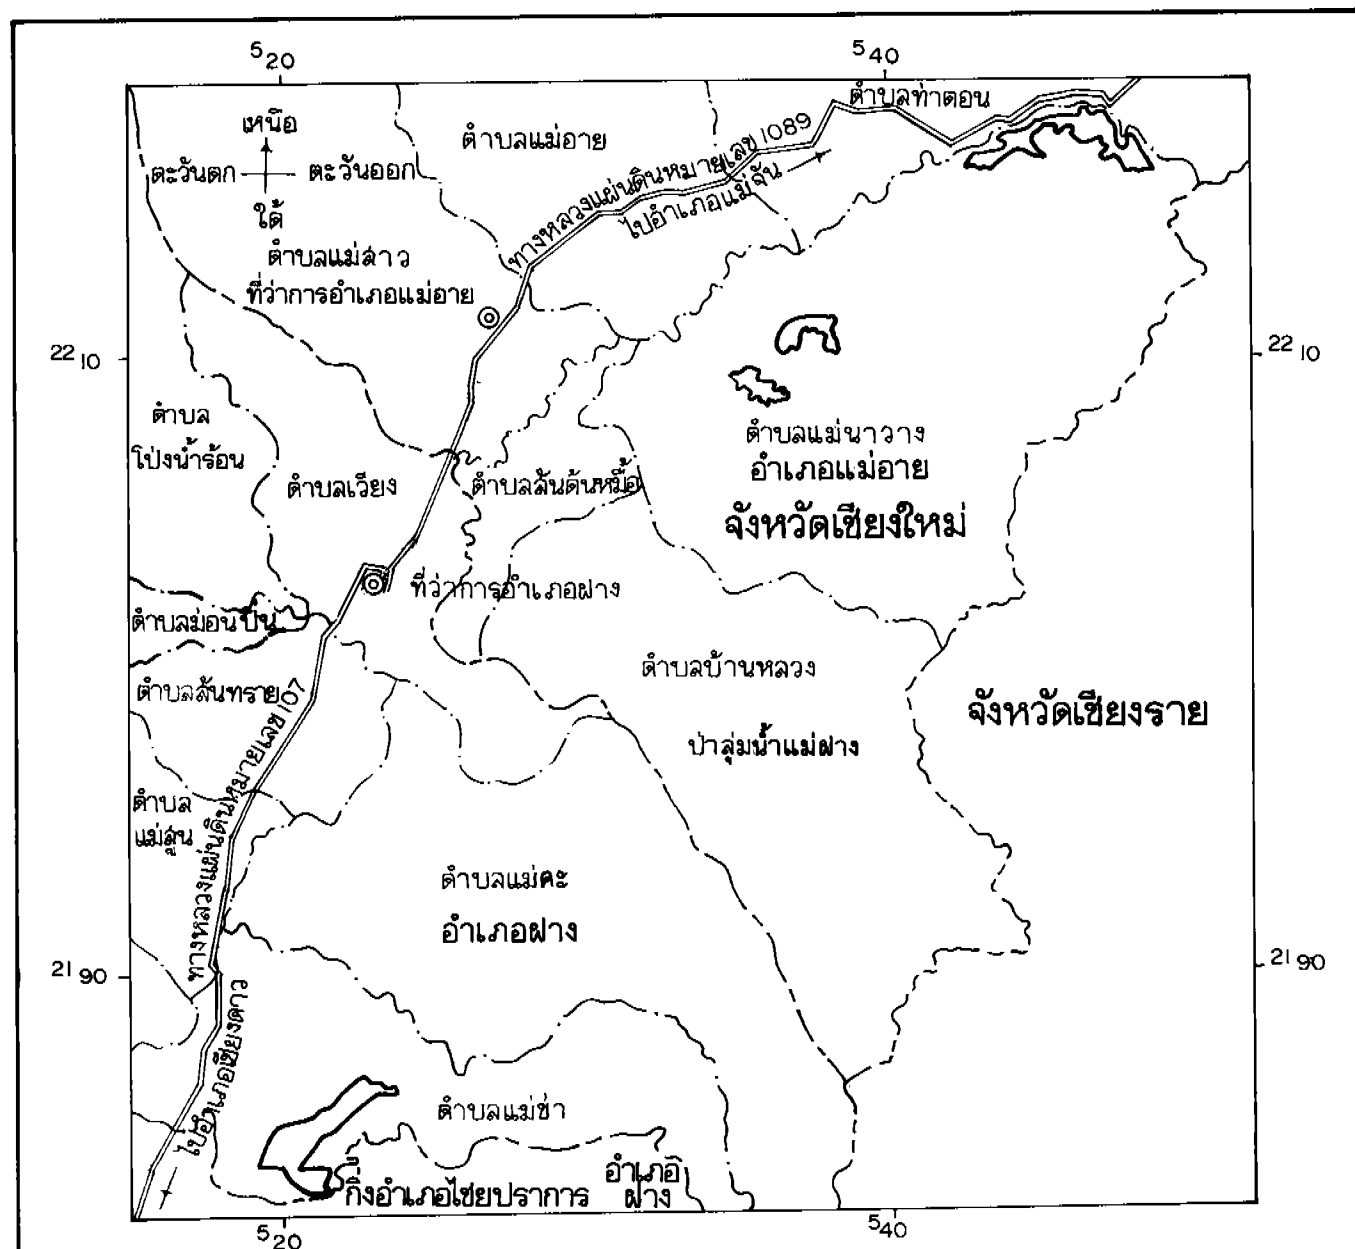 520
540
ตำบลท่าตอน
เหนือ
ตะวันตก
ตะวันออก
ใต้
ตำบลแม่อาย
ทางหลวงแผ่นดินหมายเลข 1089
ไปอำเภอแม่จัน
ตำบลแม่สาว
ที่ว่าการอำเภอแม่อาย
2210
2210
ตำบล
โป่งน้ำร้อน
ตำบลเวียง
ตำบลสันต้นหมื้อ
ตำบลแม่นาวาง
อำเภอแม่อาย
จังหวัดเชียงใหม่
ที่ว่าการอำเภอฝาง
ตำบลม่อนปิ่น
ตำบลบ้านหลวง
ตำบลสันทราย
จังหวัดเชียงราย
ป่าลุ่มน้ำแม่ฝาง
ทางหลวงแผ่นดินหมายเลข 107
ตำบล
แม่สูน
ตำบลแม่คะ
อำเภอฝาง
2190
2190
ไปอำเภอเชียงดาว
ตำบลแม่ข่า
กิ่งอำเภอไชยปราการ
อำเภอ
ฝาง
520
540